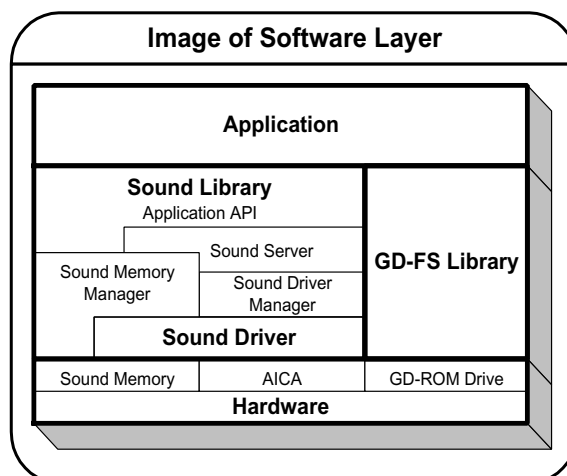 Image of Software Layer
Application
Sound Library
Application API
Sound Server
Sound Memory
Manager
Sound Driver
Manager
Sound Driver
GD-FS Library
Sound Memory
AICA
GD-ROM Drive
Hardware